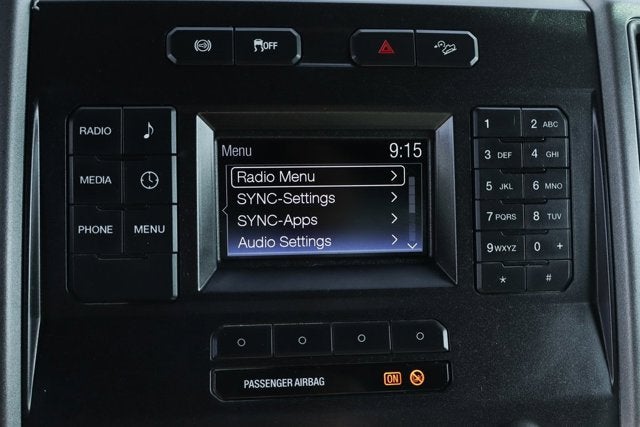 OFF
RADIO
MEDIA
PHONE MENU
Menu 9:15
Radio Menu >
SYNC-Settings >
SYNC-Apps >
Audio Settings >
1 2 ABC
3 DEF 4 GHI
5 JKL 6 MNO
7 PQRS 8 TUV
9 WXYZ 0 +
* #
PASSENGER AIRBAG ON